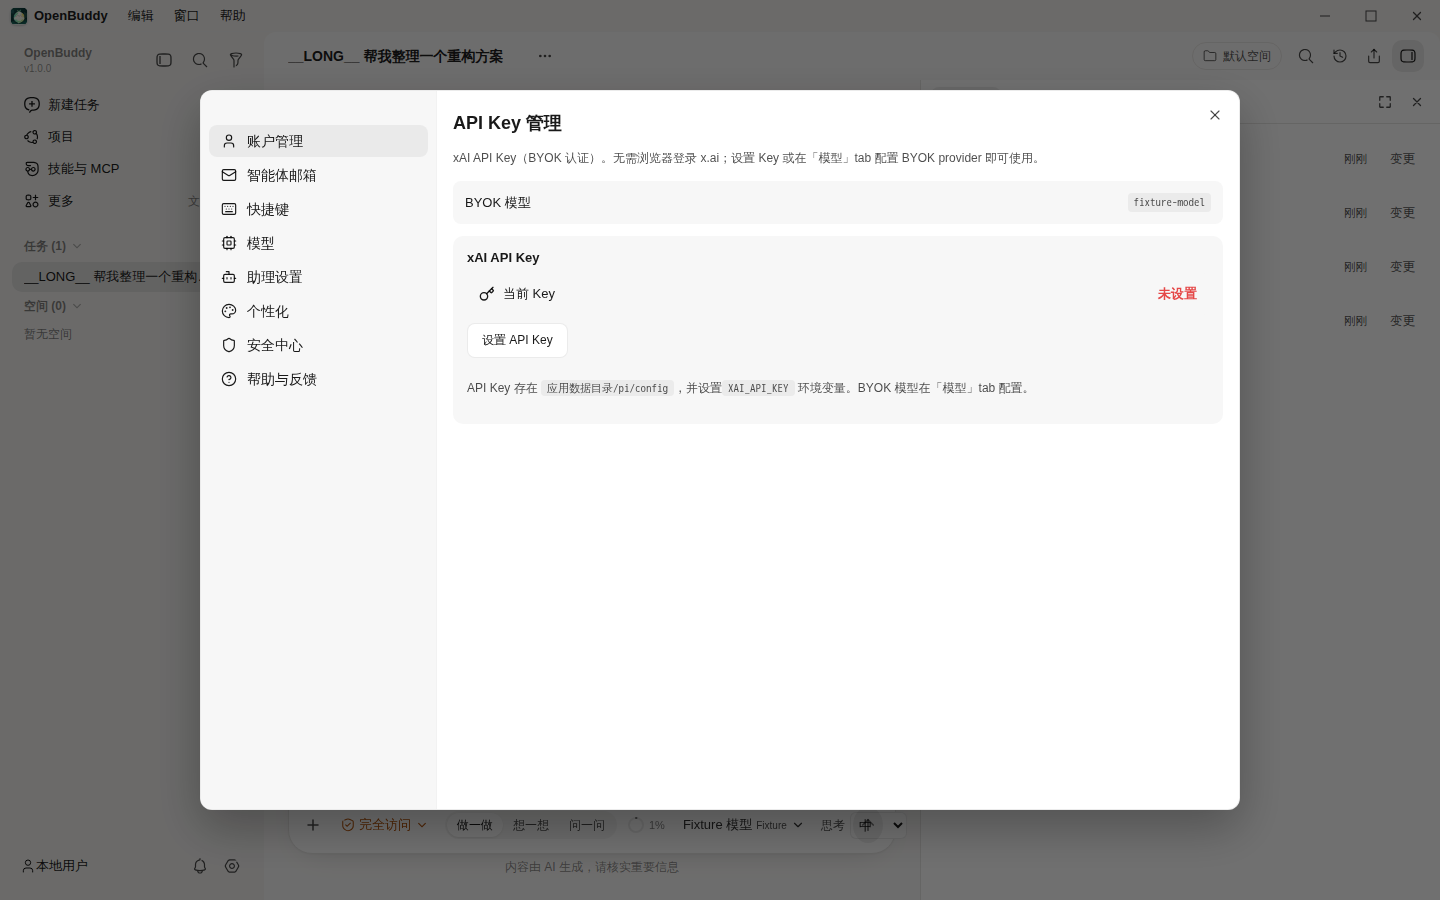 OpenBuddy 编辑 窗口 帮助
OpenBuddy
v1.0.0
__LONG__ 帮我整理一个重构方案
默认空间
新建任务
项目
技能与 MCP
更多
文
任务 (1)
__LONG__ 帮我整理一个重构
空间 (0)
暂无空间
账户管理
智能体邮箱
快捷键
模型
助理设置
个性化
安全中心
帮助与反馈
API Key 管理
xAI API Key（BYOK 认证）。无需浏览器登录 x.ai；设置 Key 或在「模型」tab 配置 BYOK provider 即可使用。
BYOK 模型 fixture-model
xAI API Key
当前 Key 未设置
设置 API Key
API Key 存在 应用数据目录/pi/config ，并设置 XAI_API_KEY 环境变量。BYOK 模型在「模型」tab 配置。
刚刚 变更
刚刚 变更
刚刚 变更
刚刚 变更
完全访问 做一做 想一想 问一问 1% Fixture 模型 Fixture 思考
内容由 AI 生成，请核实重要信息
本地用户